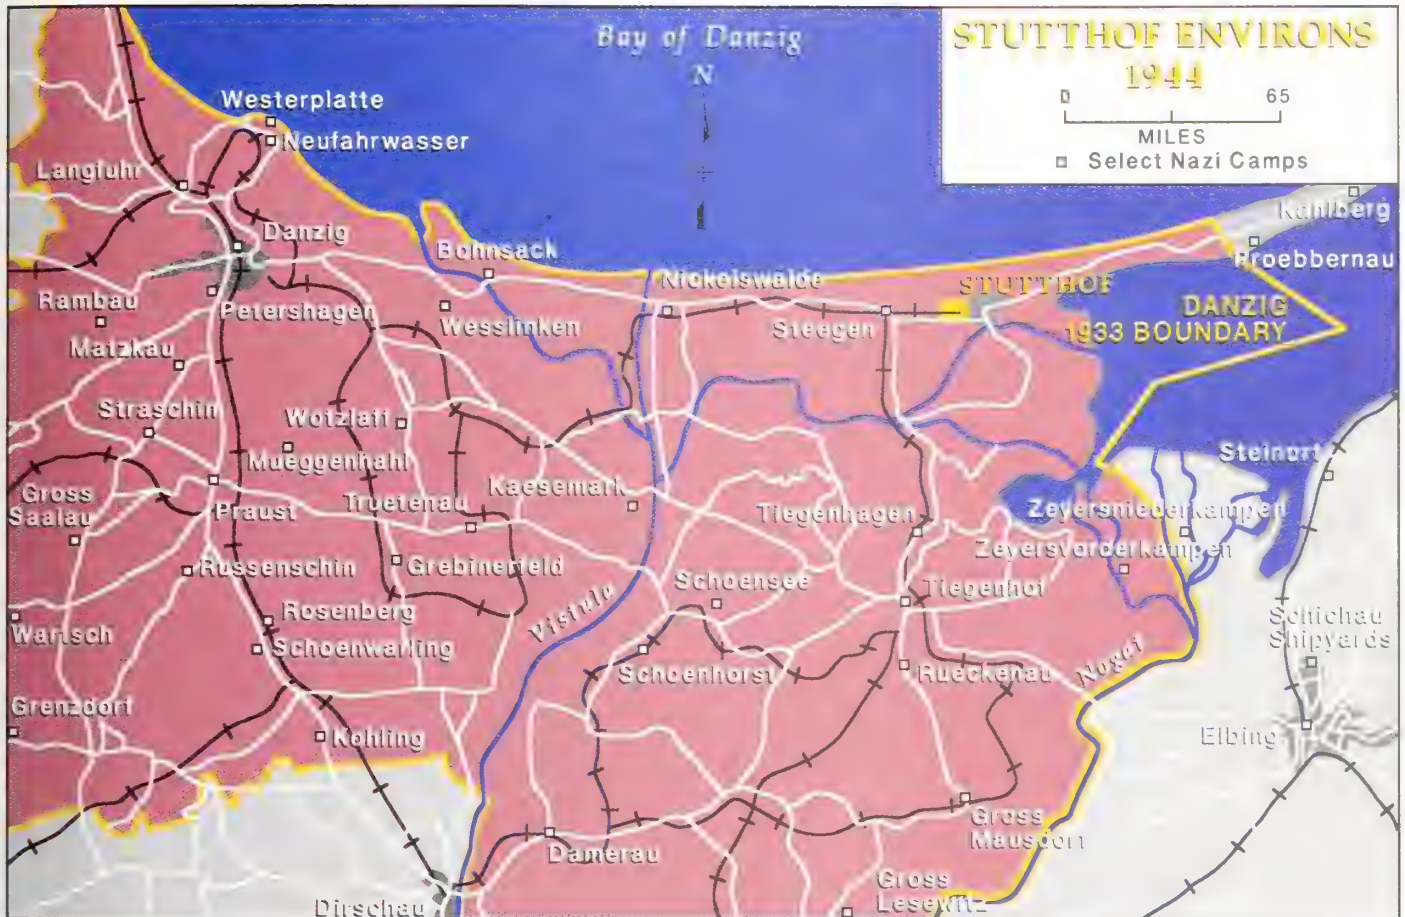 Bay of Danzig
N
STUTTHOF ENVIRONS
1944
0 65
MILES
Select Nazi Camps
Westerplatte
Neufahrwasser
Langfuhr
Kahlberg
Danzig
Bohnsack
Proebbernau
Nickelswalde
STUTTHOF
Rambau
Petershagen
Wesslinken
Steegen
DANZIG
1933 BOUNDARY
Matzkau
Straschin
Wotzlaff
Mueggenhahl
Steinort
Gross
Saalau
Praust
Truetenau
Kaesemark
Tiegenhagen
Zeyersniederkampen
Zeyersvorderkampen
Russenschin
Grebinerfeld
Schoensee
Tiegenhof
Vistula
Rosenberg
Wartsch
Schoenwarling
Schichau
Shipyards
Schoenhorst
Rueckenau
Nogat
Grenzdorf
Kohling
Elbing
Gross
Mausdorf
Damerau
Gross
Lesewitz
Dirschau